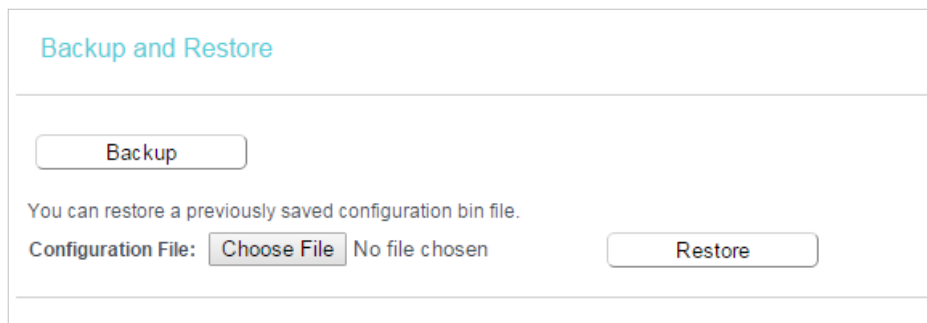 Backup and Restore
Backup
You can restore a previously saved configuration bin file.
Configuration File: Choose File No file chosen Restore